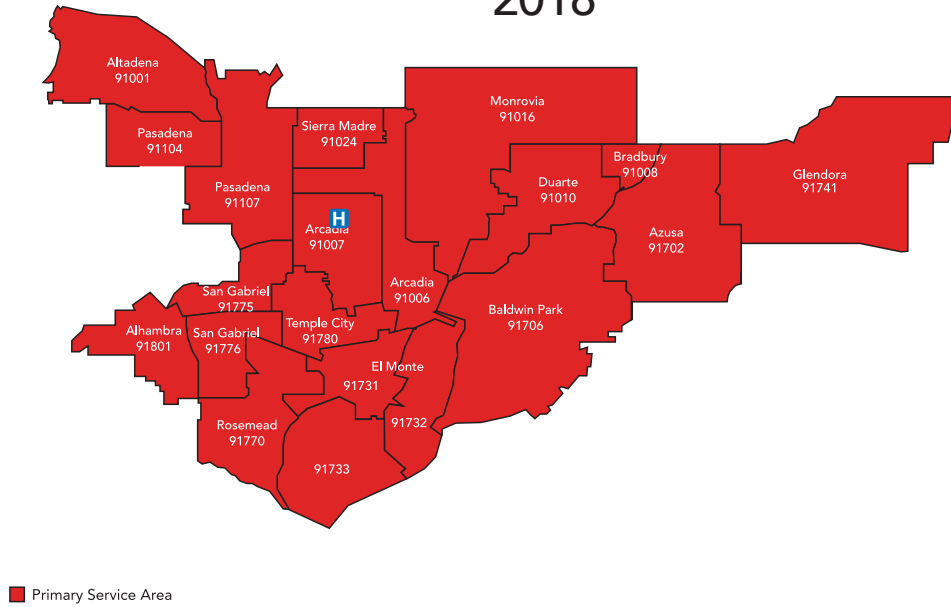 2018
Altadena
91001
Pasadena
91104
Sierra Madre
91024
Monrovia
91016
Bradbury
91008
Glendora
91741
Duarte
91010
Pasadena
91107
H
Arcadia
91007
Azusa
91702
Arcadia
91006
San Gabriel
91775
Baldwin Park
91706
Alhambra
91801
San Gabriel
91776
Temple City
91780
El Monte
91731
91732
Rosemead
91770
91733
Primary Service Area